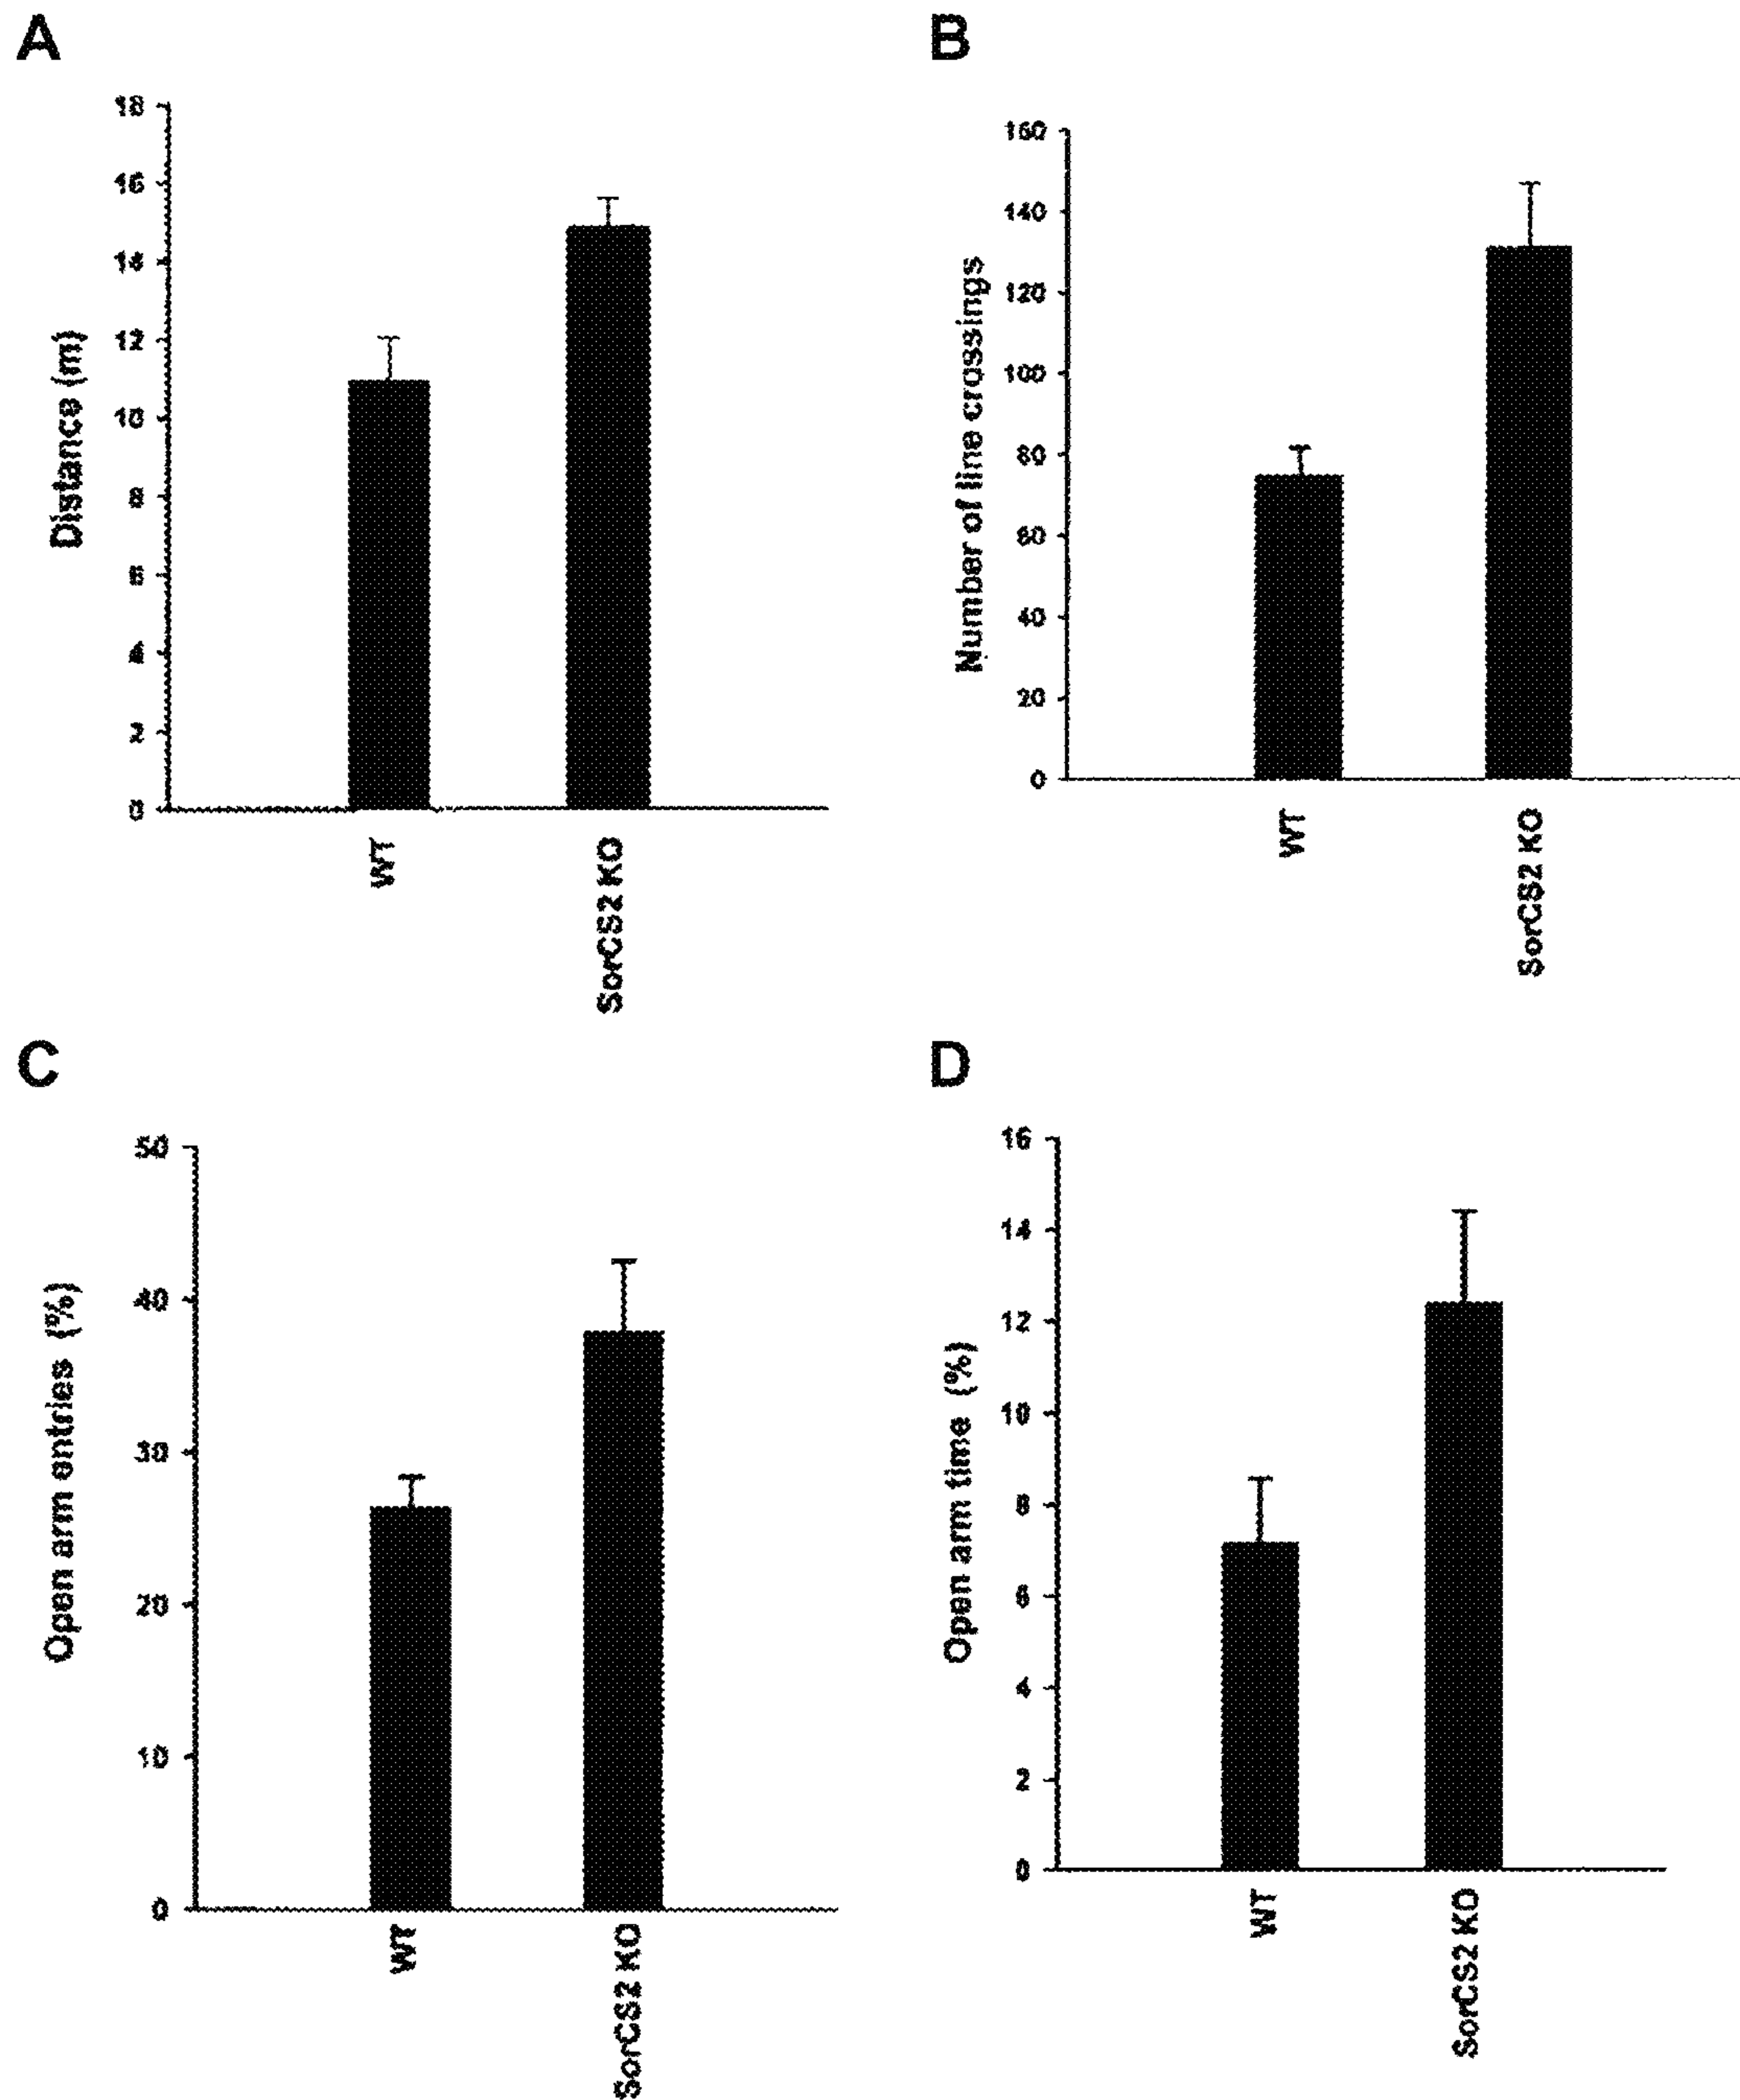 A
18
16
14
12
10
8
6
4
2
0
Distance (m)
WT
SorCS2 KO
B
160
140
120
100
80
60
40
20
0
Number of line crossings
WT
SorCS2 KO
C
50
40
30
20
10
0
Open arm entries (%)
WT
SorCS2 KO
D
16
14
12
10
8
6
4
2
0
Open arm time (%)
WT
SorCS2 KO